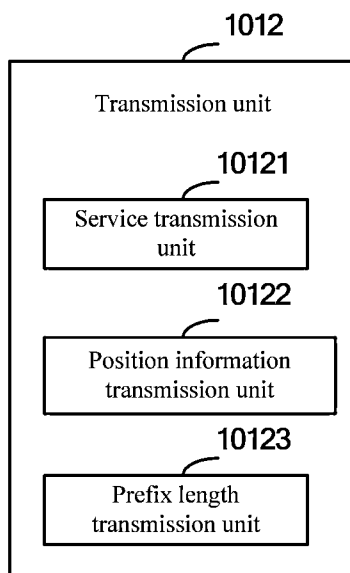 1012
Transmission unit
10121
Service transmission
unit
10122
Position information
transmission unit
10123
Prefix length
transmission unit